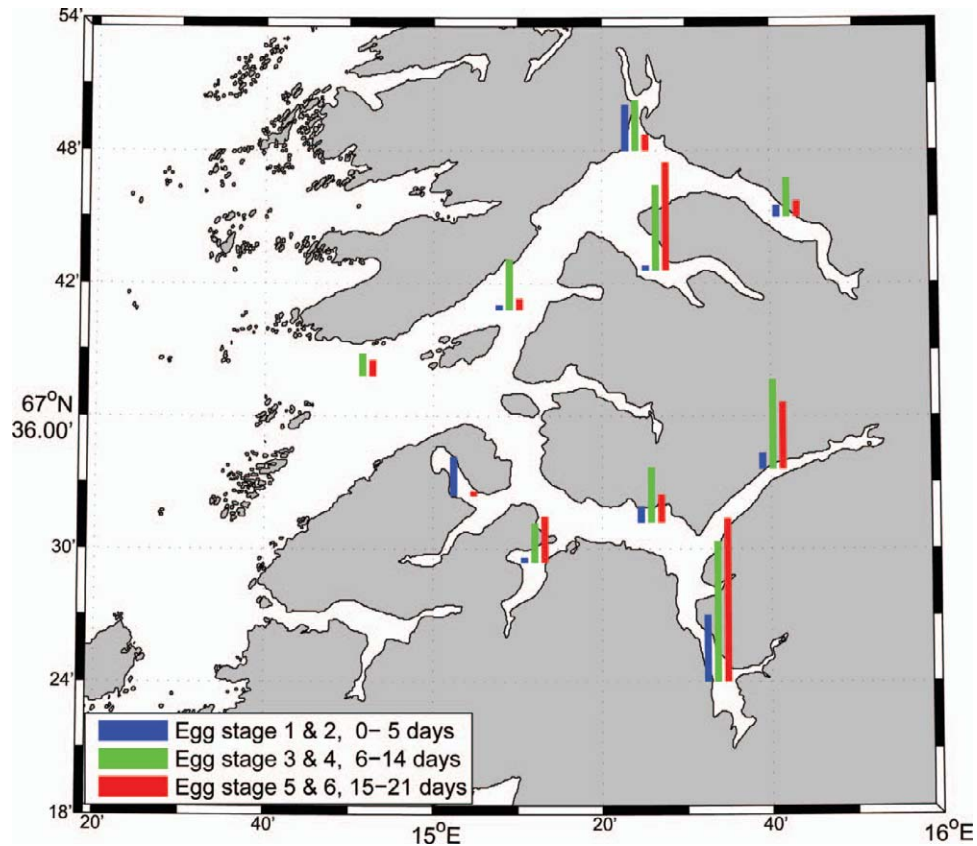 54'
48'
42'
67°N
36.00'
30'
24'
18'
Egg stage 1 & 2, 0-5 days
Egg stage 3 & 4, 6-14 days
Egg stage 5 & 6, 15-21 days
20' 40' 15°E 20' 40' 16°E